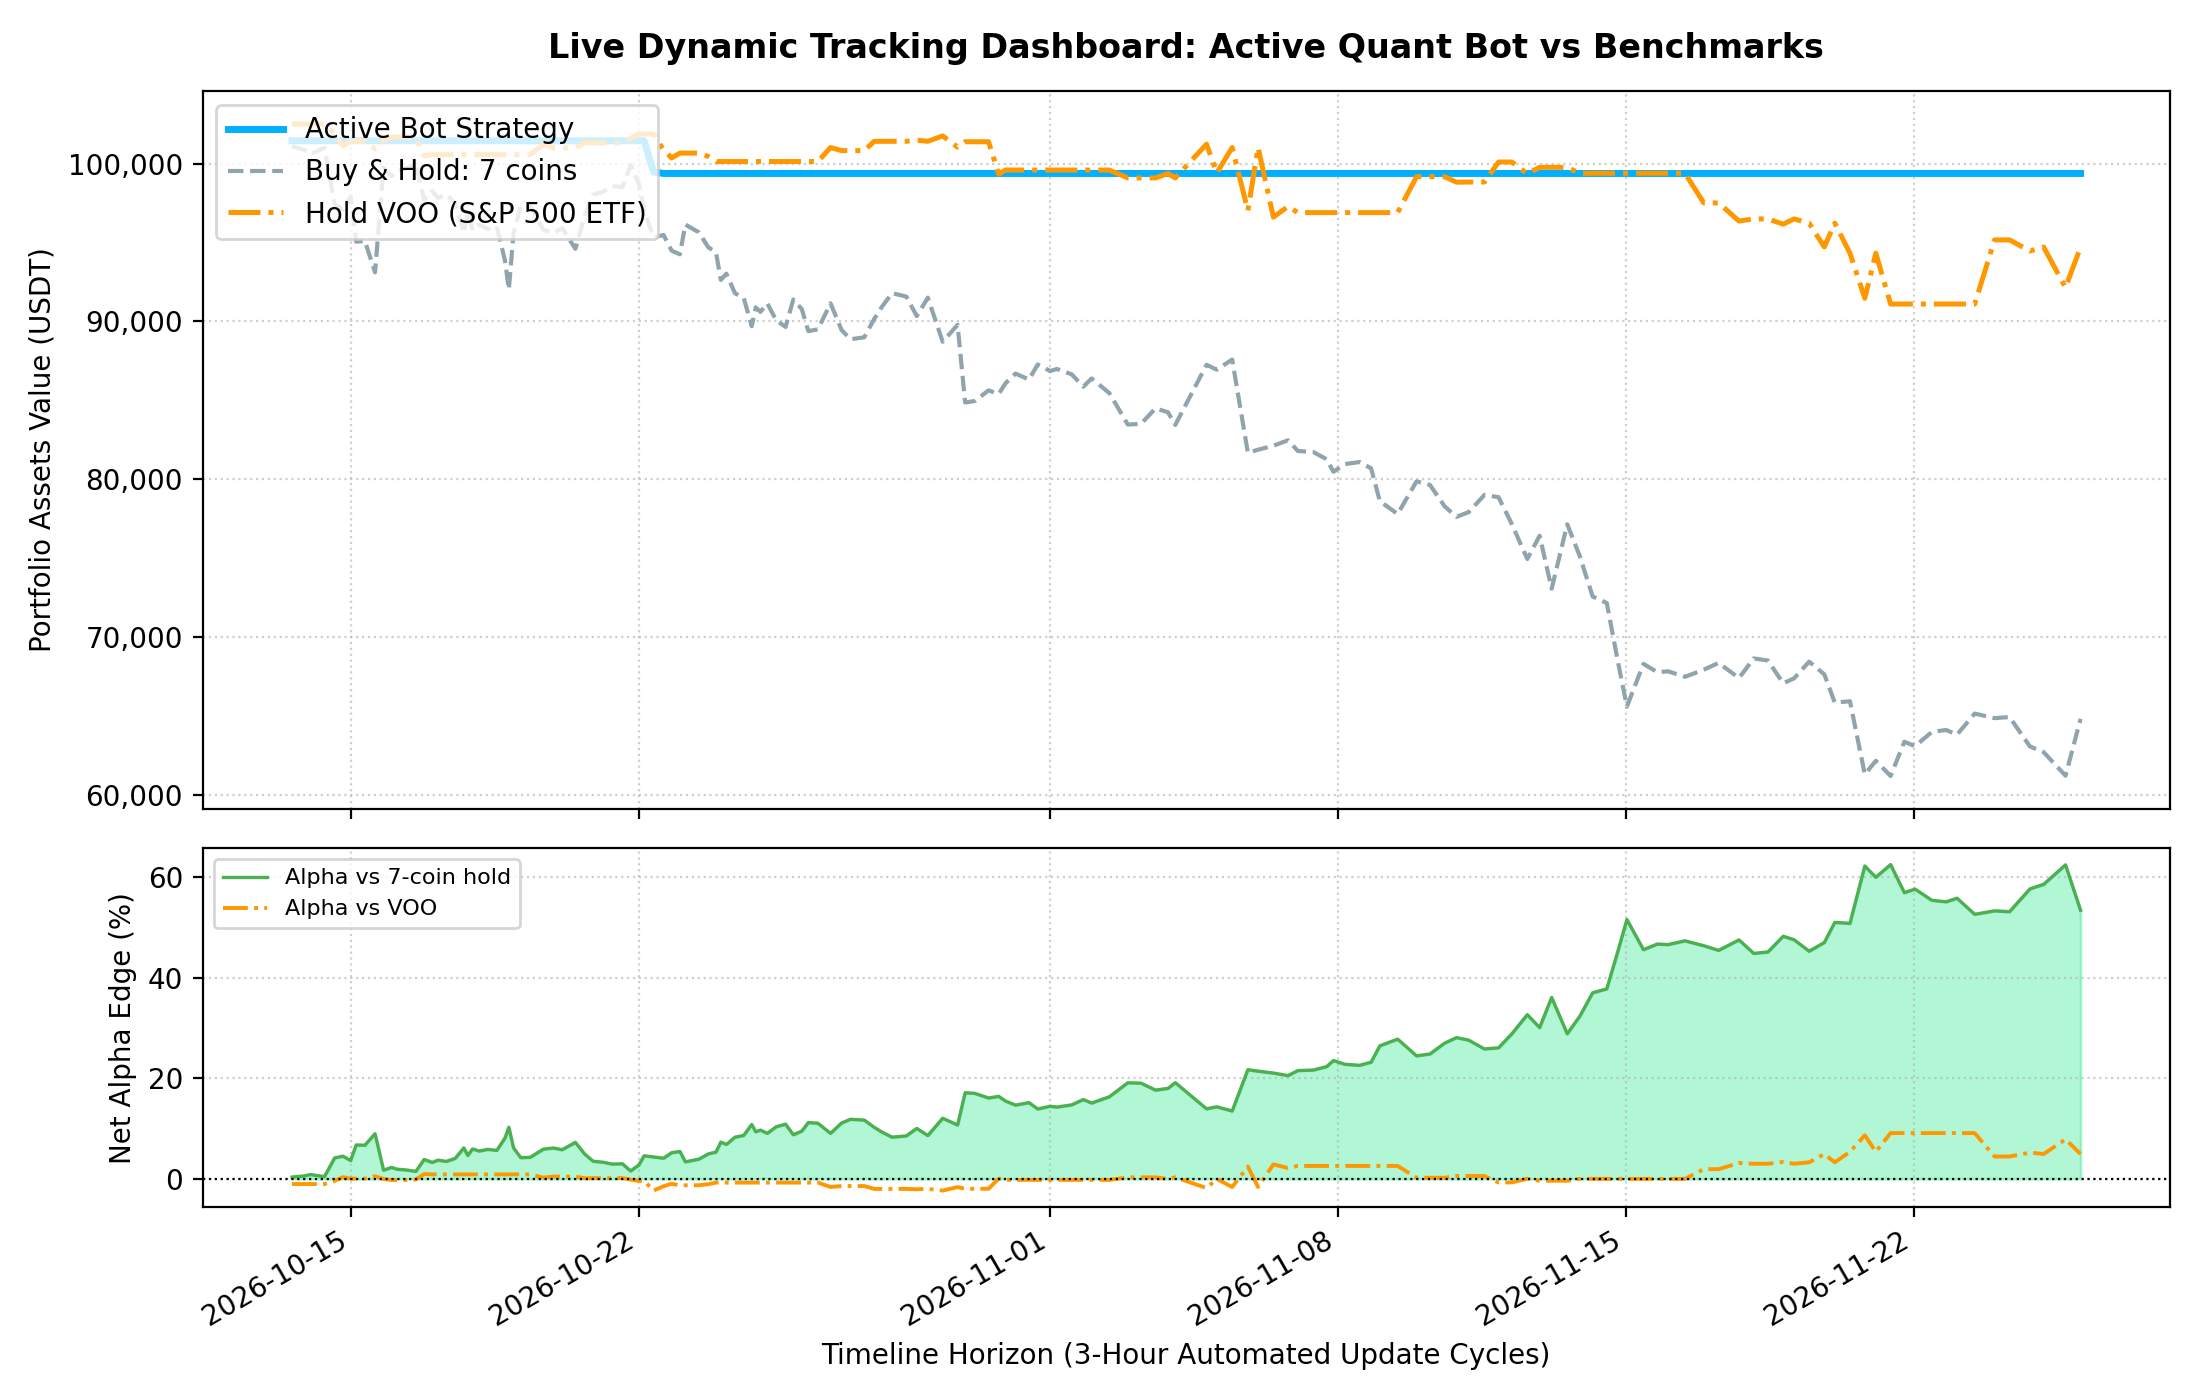 Live Dynamic Tracking Dashboard: Active Quant Bot vs Benchmarks
Active Bot Strategy
Buy & Hold: 7 coins
Hold VOO (S&P 500 ETF)
Portfolio Assets Value (USDT)
100,000
90,000
80,000
70,000
60,000
Alpha vs 7-coin hold
Alpha vs VOO
Net Alpha Edge (%)
60
40
20
0
2026-10-15
2026-10-22
2026-11-01
2026-11-08
2026-11-15
2026-11-22
Timeline Horizon (3-Hour Automated Update Cycles)